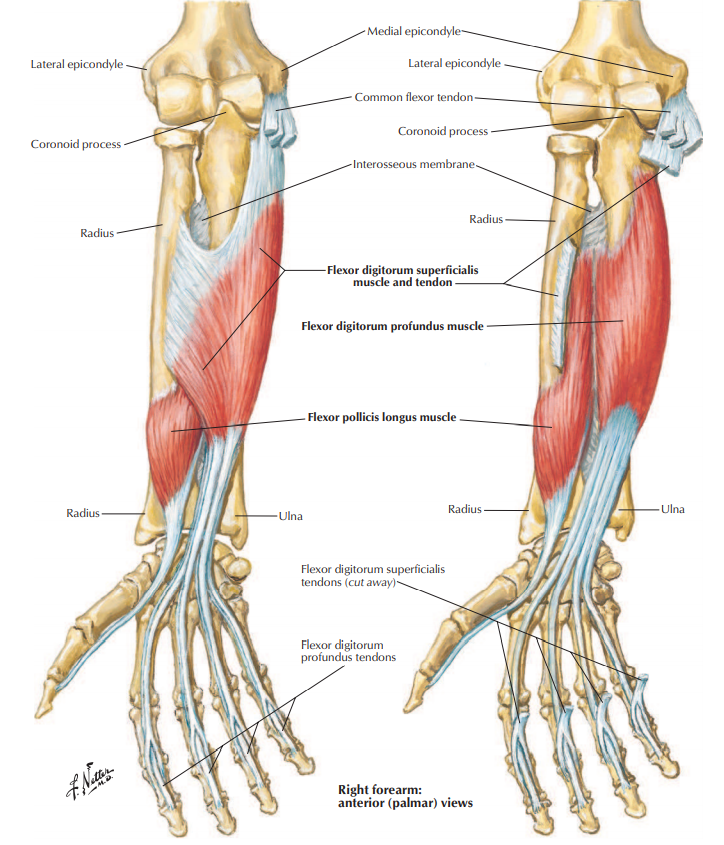 Medial epicondyle
Lateral epicondyle
Lateral epicondyle
Common flexor tendon
Coronoid process
Coronoid process
Interosseous membrane
Radius
Radius
Flexor digitorum superficialis
muscle and tendon
Flexor digitorum profundus muscle
Flexor pollicis longus muscle
Radius
Ulna
Radius
Ulna
Flexor digitorum superficialis
tendons (cut away)
Flexor digitorum
profundus tendons
F. Netter
M.D.
Right forearm:
anterior (palmar) views